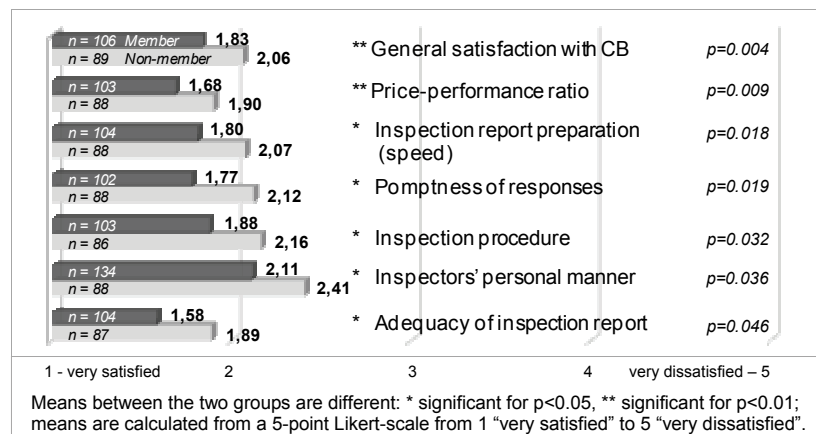 n = 106 Member 1,83 ** General satisfaction with CB p=0.004
n = 89 Non-member 2,06
n = 103 1,68 ** Price-performance ratio p=0.009
n = 88 1,90
n = 104 1,80 * Inspection report preparation p=0.018
n = 88 2,07 (speed)
n = 102 1,77 * Pomptness of responses p=0.019
n = 88 2,12
n = 103 1,88 * Inspection procedure p=0.032
n = 86 2,16
n = 134 2,11 * Inspectors’ personal manner p=0.036
n = 88 2,41
n = 104 1,58 * Adequacy of inspection report p=0.046
n = 87 1,89
1 - very satisfied 2 3 4 very dissatisfied – 5
Means between the two groups are different: * significant for p<0.05, ** significant for p<0.01;
means are calculated from a 5-point Likert-scale from 1 “very satisfied” to 5 “very dissatisfied”.